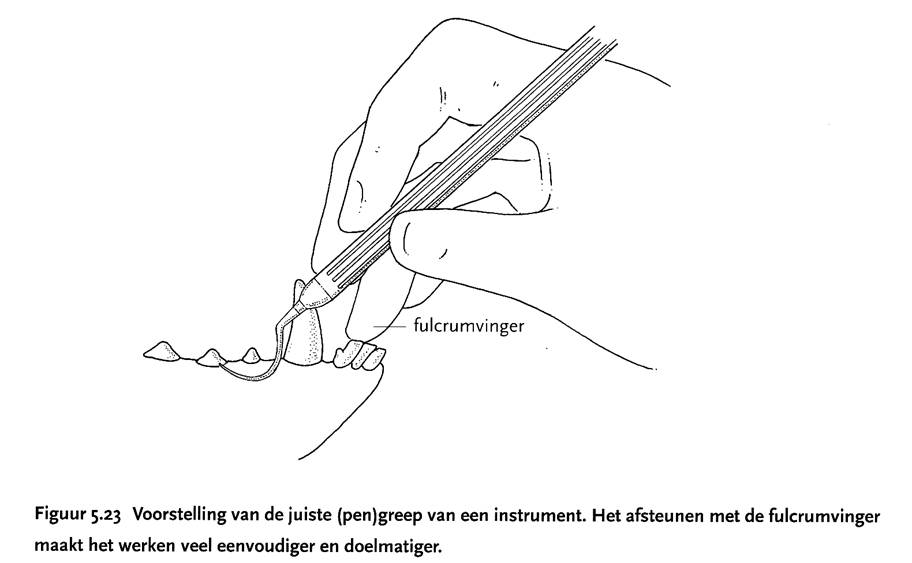 fulcrumvinger
Figuur 5.23 Voorstelling van de juiste (pen)greep van een instrument. Het afsteunen met de fulcrumvinger
maakt het werken veel eenvoudiger en doelmatiger.